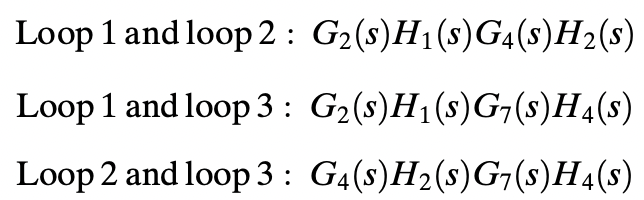 Loop 1 and loop 2 : G₂(s)H₁(s)G₄(s)H₂(s)
Loop 1 and loop 3 : G₂(s)H₁(s)G₇(s)H₄(s)
Loop 2 and loop 3 : G₄(s)H₂(s)G₇(s)H₄(s)